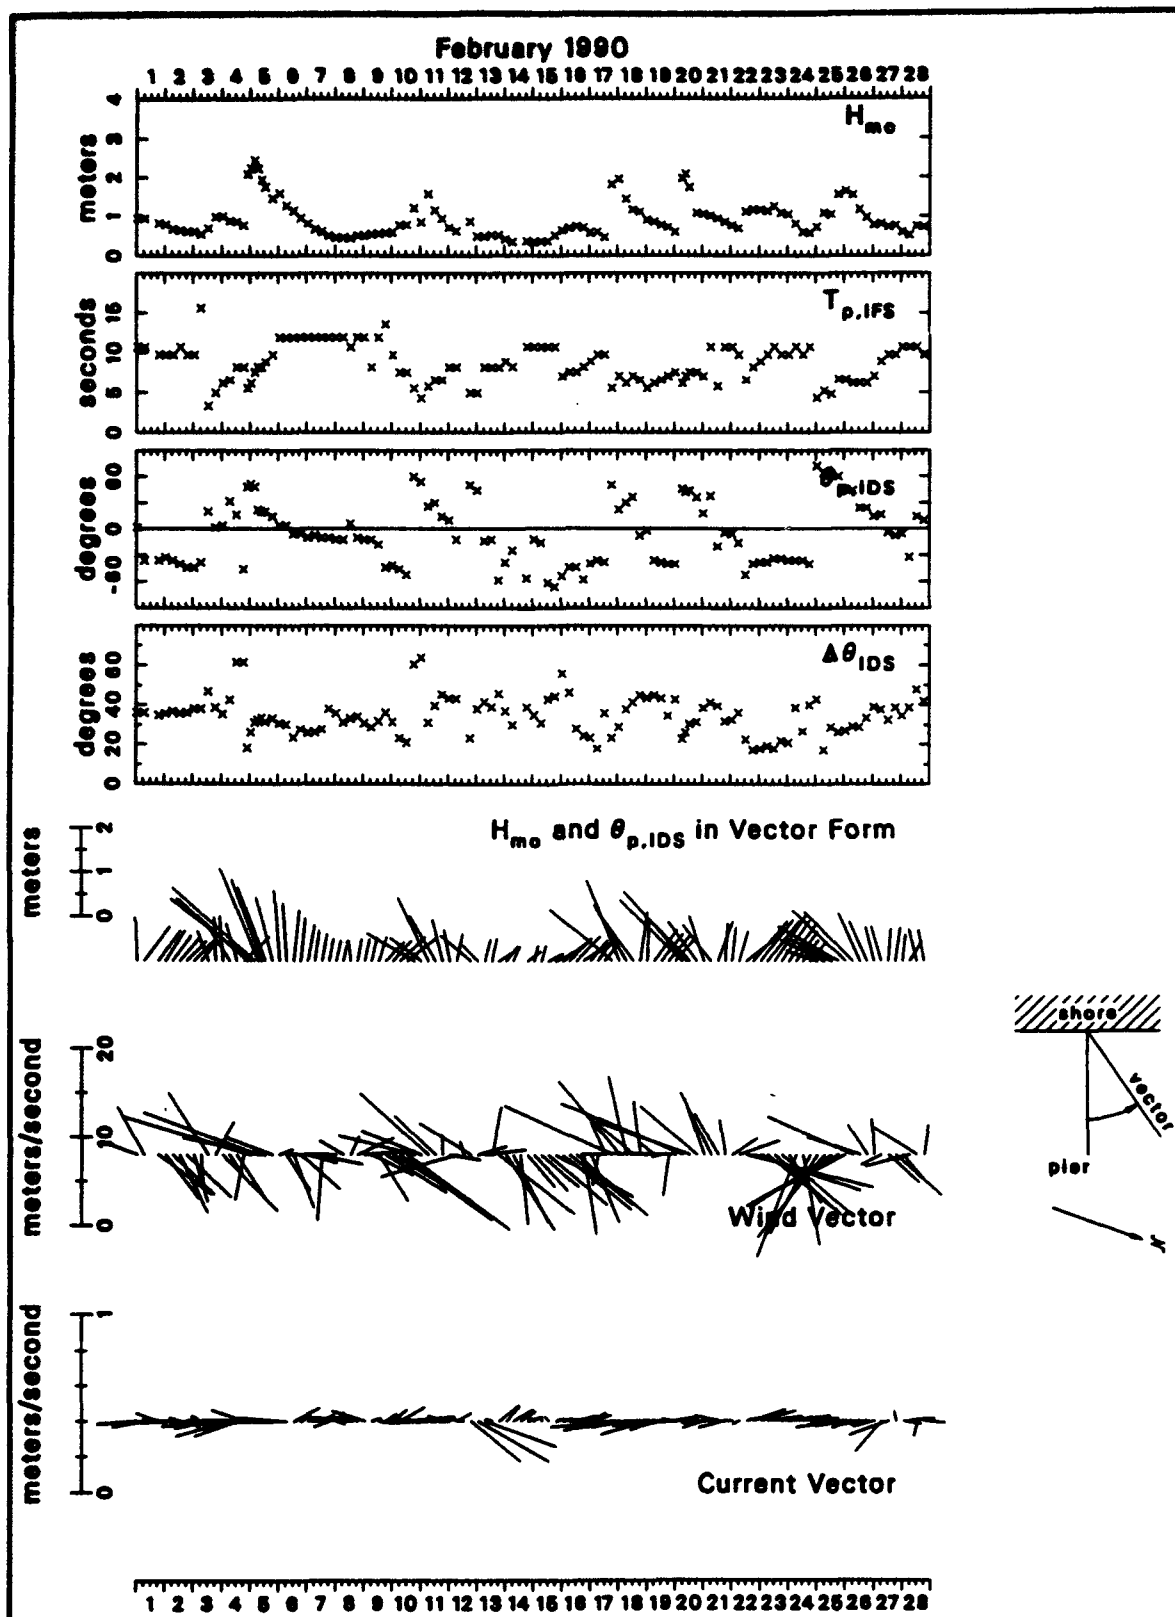 February 1990
1 2 3 4 5 6 7 8 9 10 11 12 13 14 15 16 17 18 19 20 21 22 23 24 25 26 27 28
meters
4
3
2
1
0
Hmo
seconds
15
10
5
0
Tp,IFS
degrees
60
0
-60
θp,IDS
degrees
60
40
20
0
ΔθIDS
meters
2
1
0
Hmo and θp,IDS in Vector Form
meters/second
20
10
0
Wind Vector
shore
vector
pier
N
meters/second
1
0
Current Vector
1 2 3 4 5 6 7 8 9 10 11 12 13 14 15 16 17 18 19 20 21 22 23 24 25 26 27 28